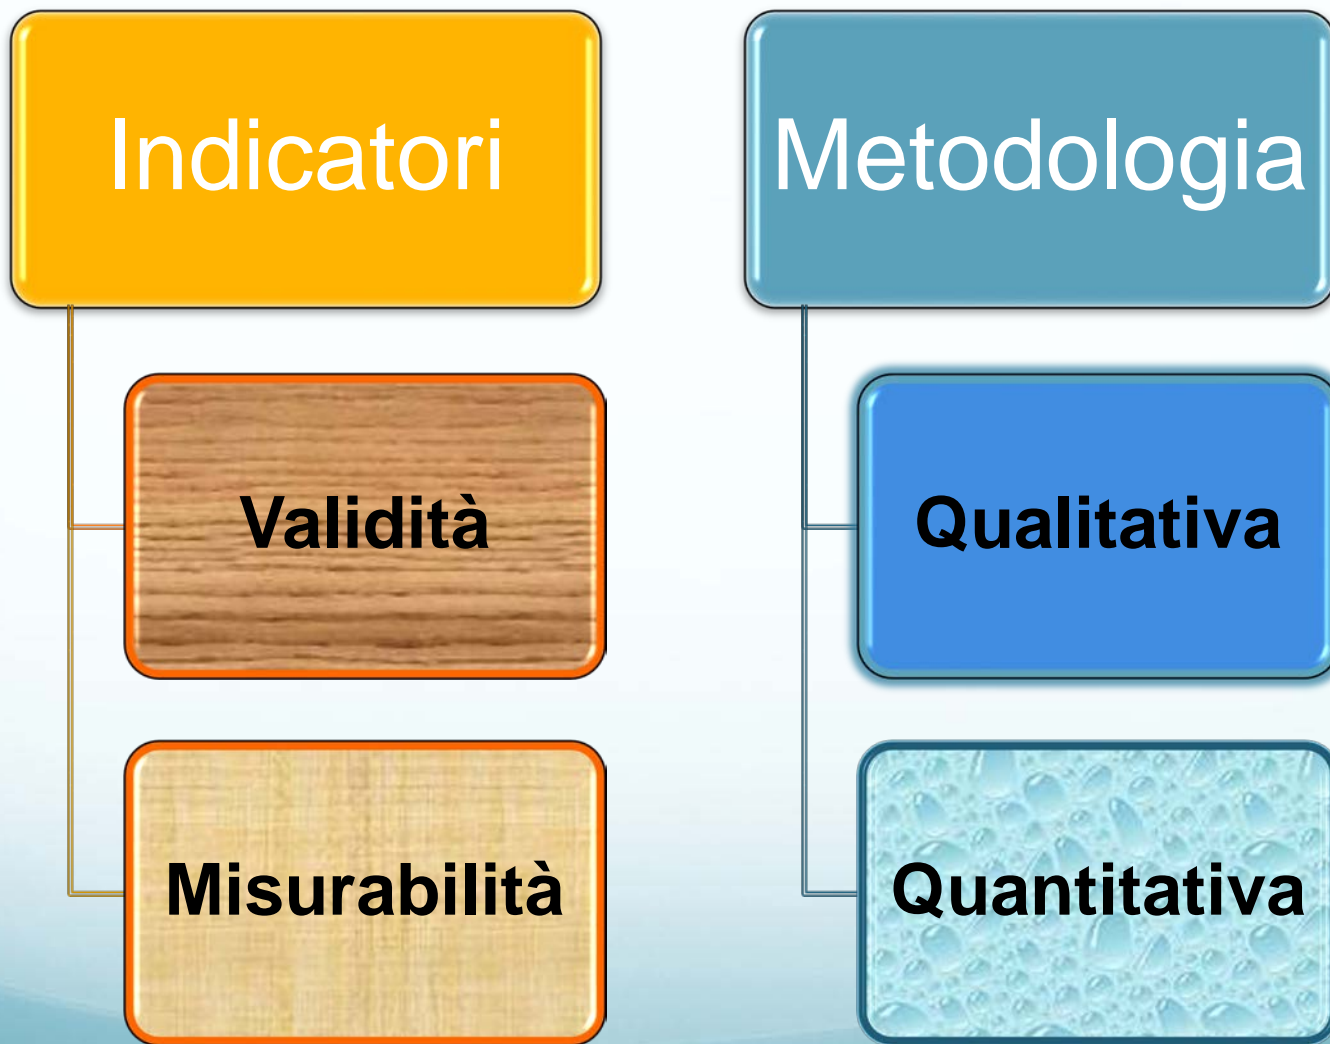 Indicatori
Validità
Misurabilità
Metodologia
Qualitativa
Quantitativa